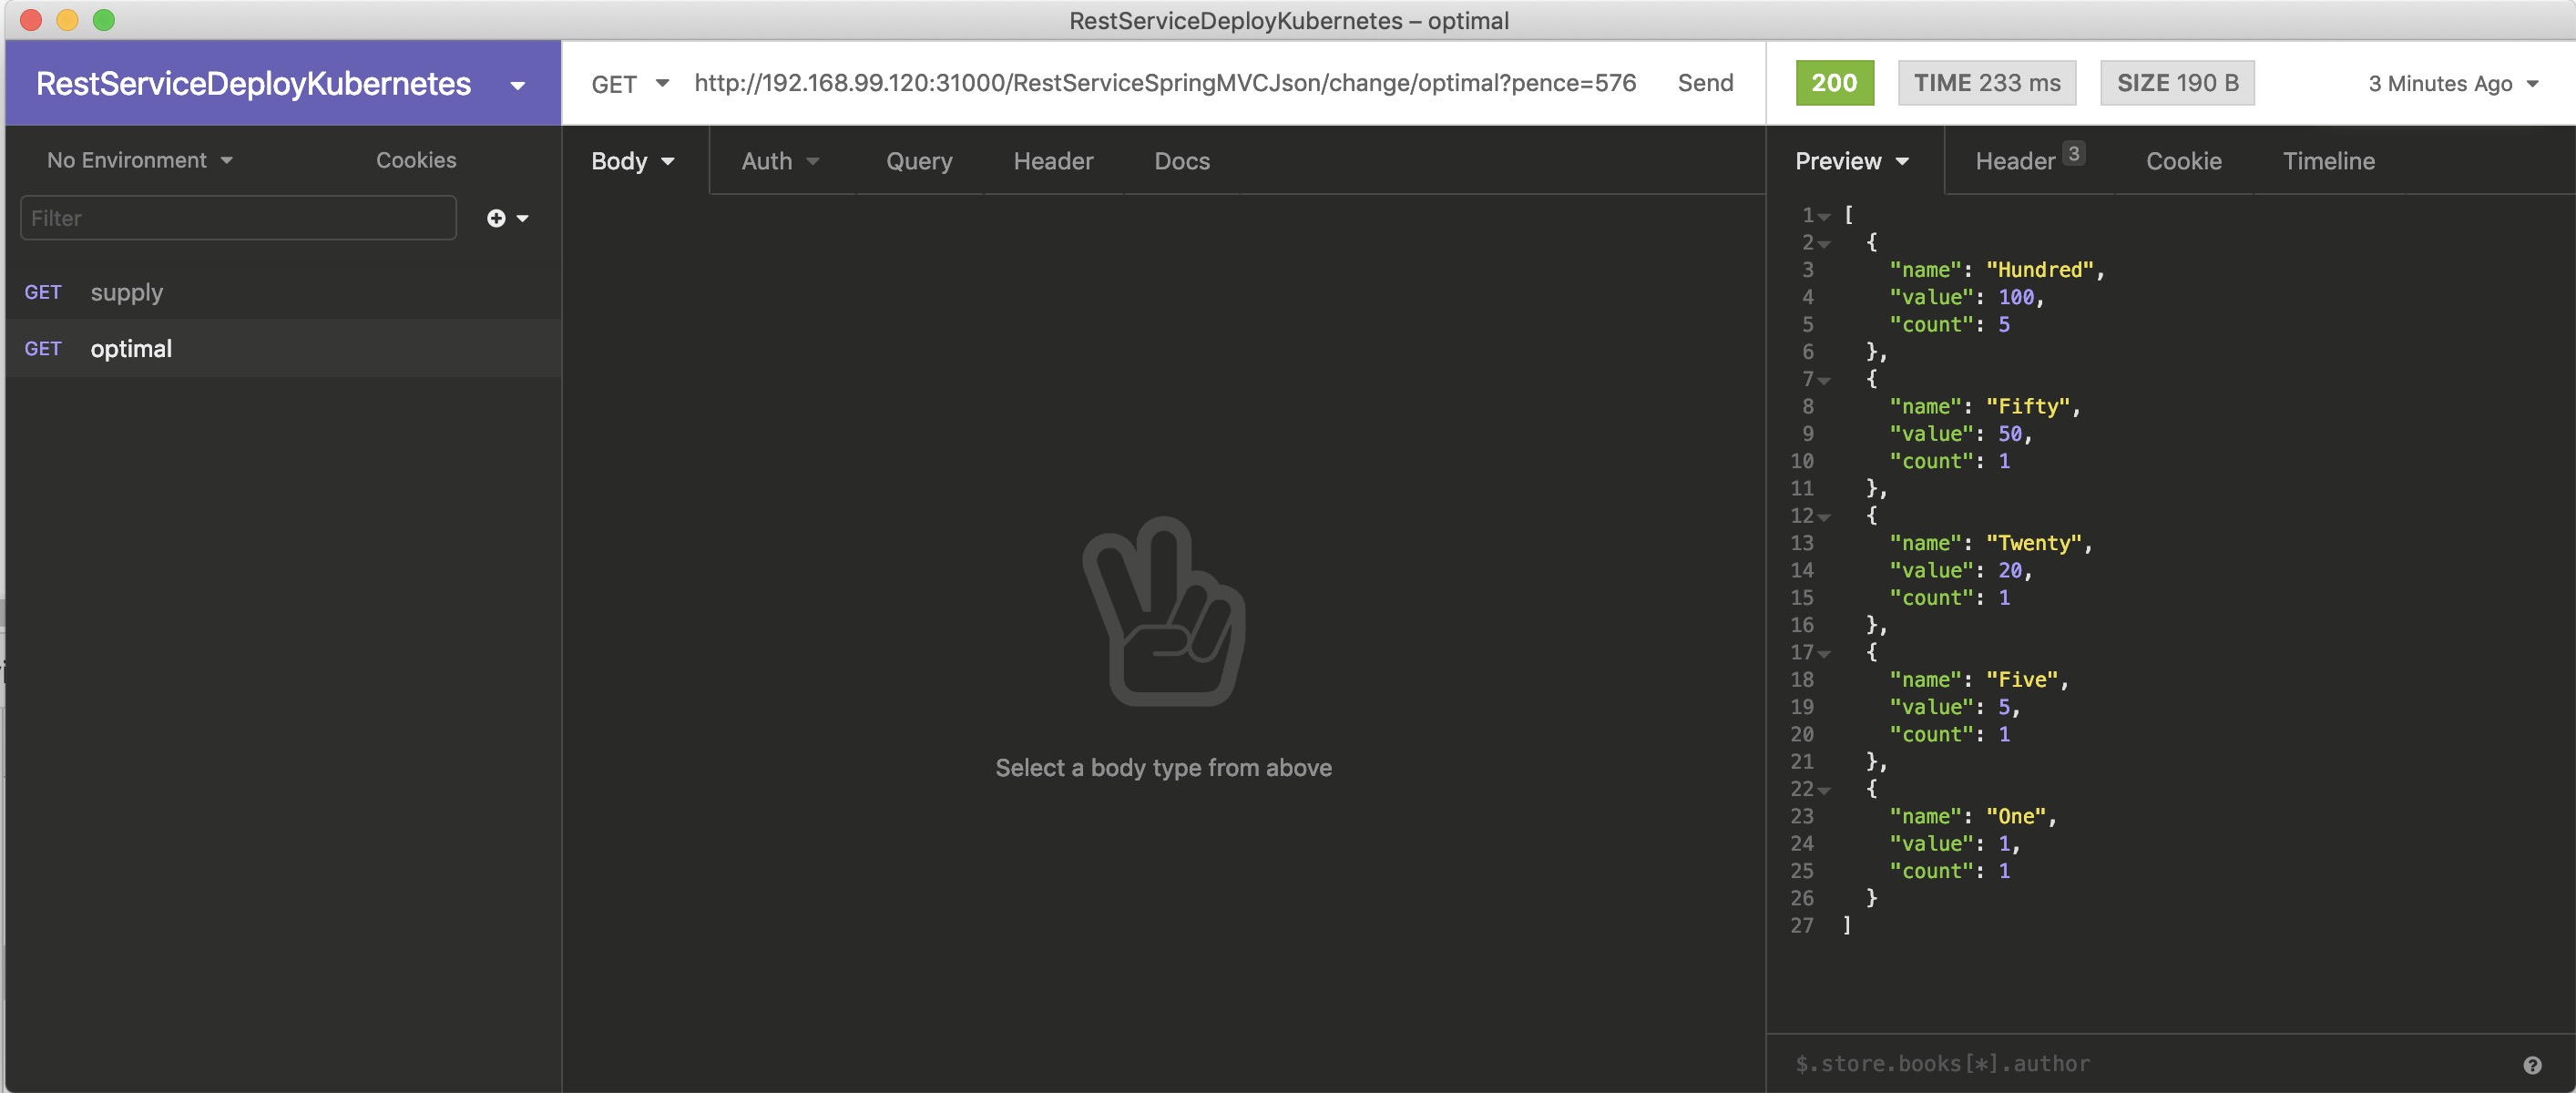 RestServiceDeployKubernetes – optimal
RestServiceDeployKubernetes
GET http://192.168.99.120:31000/RestServiceSpringMVCJson/change/optimal?pence=576 Send
200 TIME 233 ms SIZE 190 B 3 Minutes Ago
No Environment Cookies
Filter
GET supply
GET optimal
Body Auth Query Header Docs
Select a body type from above
Preview Header 3 Cookie Timeline
1 [
2 {
3 "name": "Hundred",
4 "value": 100,
5 "count": 5
6 },
7 {
8 "name": "Fifty",
9 "value": 50,
10 "count": 1
11 },
12 {
13 "name": "Twenty",
14 "value": 20,
15 "count": 1
16 },
17 {
18 "name": "Five",
19 "value": 5,
20 "count": 1
21 },
22 {
23 "name": "One",
24 "value": 1,
25 "count": 1
26 }
27 ]
$.store.books[*].author